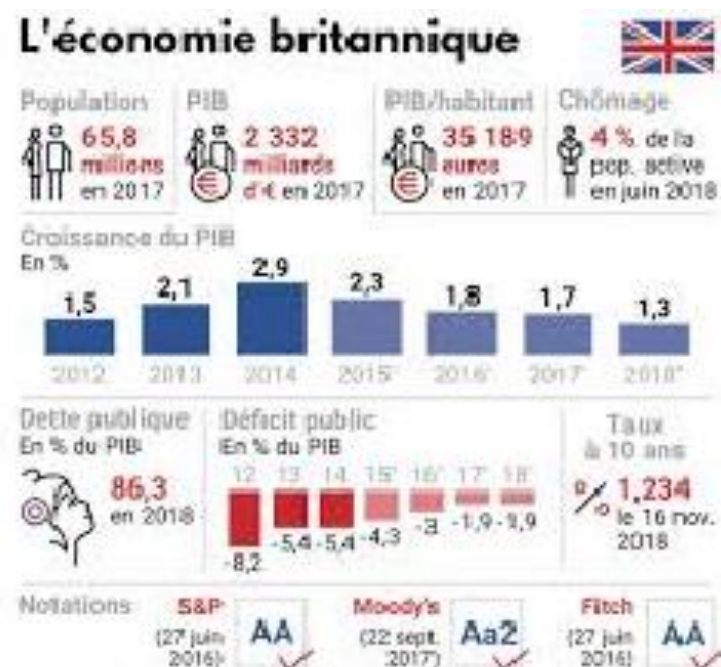 L'économie britannique
Population
65,8
millions
en 2017
PIB
2 332
milliards
d'€ en 2017
PIB/habitant
35 189
euros
en 2017
Chômage
4 % de la
pop. active
en juin 2018
Croissance du PIB
En %
1,5 2,1 2,9 2,3 1,8 1,7 1,3
2012 2013 2014 2015* 2016* 2017* 2018*
Dette publique
En % du PIB
86,3
en 2018
Déficit public
En % du PIB
12 13 14 15* 16* 17* 18*
-8,2 -5,4 -5,4 -4,3 -3 -1,9 -1,9
Taux
à 10 ans
1,234
le 16 nov.
2018
Notations
S&P
(27 juin
2016)
AA
Moody's
(22 sept.
2017)
Aa2
Fitch
(27 juin
2016)
AA